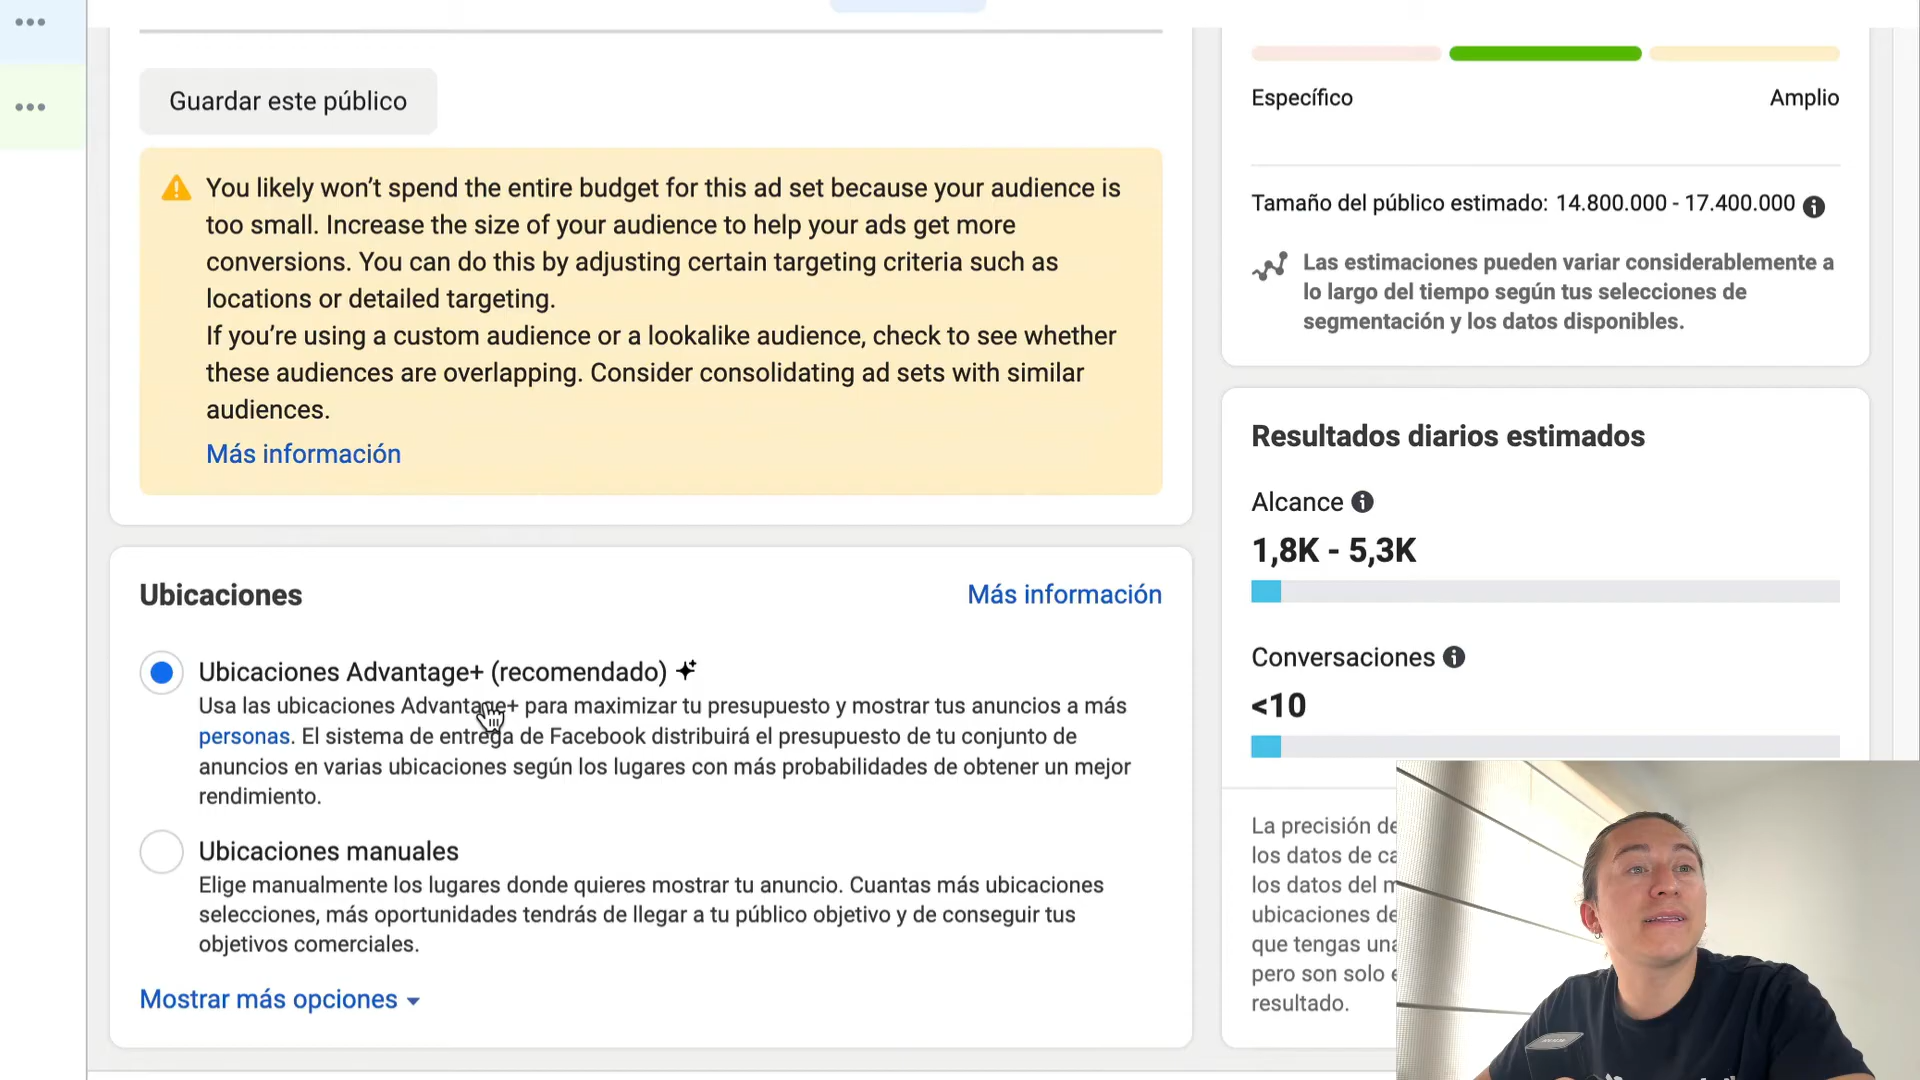 Guardar este público
You likely won't spend the entire budget for this ad set because your audience is
too small. Increase the size of your audience to help your ads get more
conversions. You can do this by adjusting certain targeting criteria such as
locations or detailed targeting.
If you're using a custom audience or a lookalike audience, check to see whether
these audiences are overlapping. Consider consolidating ad sets with similar
audiences.
Más información
Ubicaciones
Más información
Ubicaciones Advantage+ (recomendado)
Usa las ubicaciones Advantage+ para maximizar tu presupuesto y mostrar tus anuncios a más
personas. El sistema de entrega de Facebook distribuirá el presupuesto de tu conjunto de
anuncios en varias ubicaciones según los lugares con más probabilidades de obtener un mejor
rendimiento.
Ubicaciones manuales
Elige manualmente los lugares donde quieres mostrar tu anuncio. Cuantas más ubicaciones
selecciones, más oportunidades tendrás de llegar a tu público objetivo y de conseguir tus
objetivos comerciales.
Mostrar más opciones
Específico
Amplio
Tamaño del público estimado: 14.800.000 - 17.400.000
Las estimaciones pueden variar considerablemente a
lo largo del tiempo según tus selecciones de
segmentación y los datos disponibles.
Resultados diarios estimados
Alcance
1,8K - 5,3K
Conversaciones
<10
La precisión de
los datos de ca
los datos del m
ubicaciones de
que tengas una
pero son solo e
resultado.